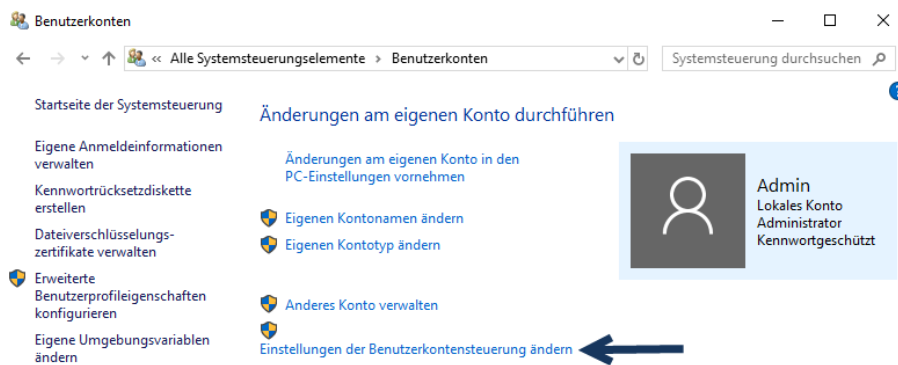 Benutzerkonten
« Alle Systemsteuerungselemente > Benutzerkonten
Systemsteuerung durchsuchen
Startseite der Systemsteuerung
Eigene Anmeldeinformationen
verwalten
Kennwortrücksetzdiskette
erstellen
Dateiverschlüsselungs-
zertifikate verwalten
Erweiterte
Benutzerprofileigenschaften
konfigurieren
Eigene Umgebungsvariablen
ändern
Änderungen am eigenen Konto durchführen
Änderungen am eigenen Konto in den
PC-Einstellungen vornehmen
Eigenen Kontonamen ändern
Eigenen Kontotyp ändern
Anderes Konto verwalten
Einstellungen der Benutzerkontensteuerung ändern
Admin
Lokales Konto
Administrator
Kennwortgeschützt